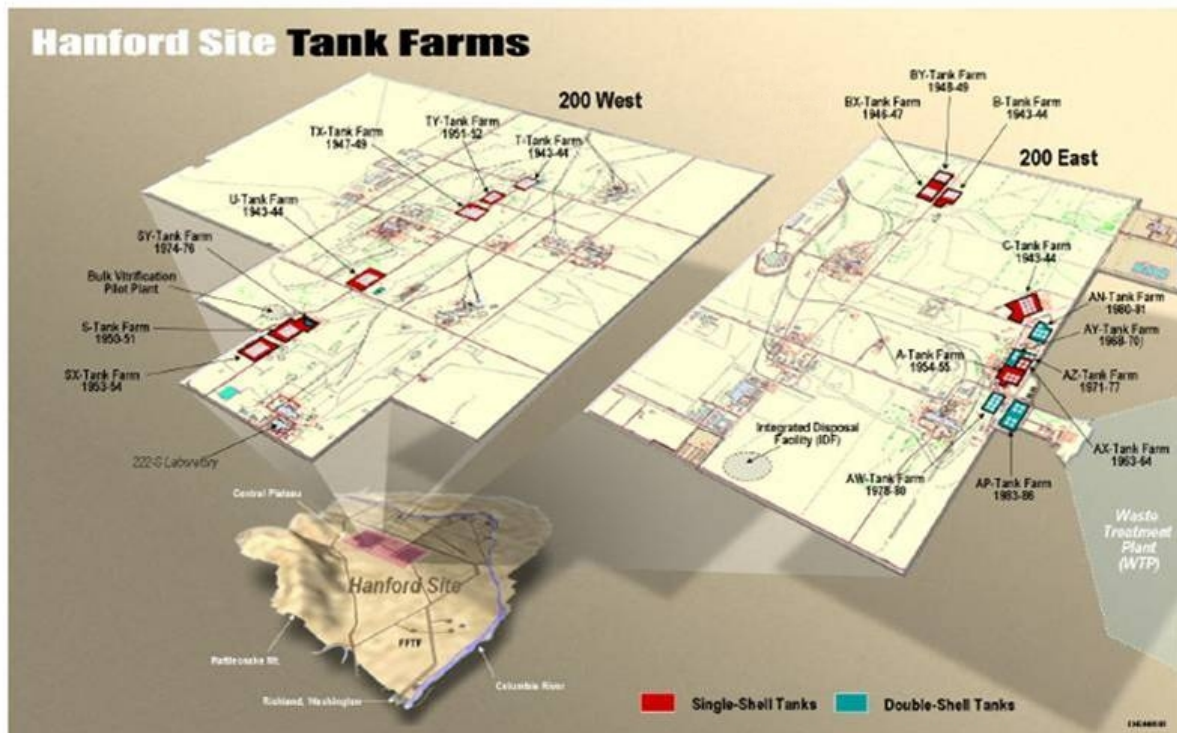 Hanford Site Tank Farms
200 West
TY-Tank Farm
1951-52
TX-Tank Farm
1947-49
T-Tank Farm
1943-44
U-Tank Farm
1943-44
SY-Tank Farm
1974-76
Bulk Vitrification
Pilot Plant
S-Tank Farm
1950-51
SX-Tank Farm
1953-54
222-S Laboratory
BY-Tank Farm
1948-49
BX-Tank Farm
1946-47
B-Tank Farm
1943-44
200 East
C-Tank Farm
1943-44
AN-Tank Farm
1980-81
AY-Tank Farm
1968-70)
A-Tank Farm
1954-55
AZ-Tank Farm
1971-77
Integrated Disposal
Facility (IDF)
AX-Tank Farm
1963-64
AW-Tank Farm
1978-80
AP-Tank Farm
1983-86
Waste
Treatment
Plant
(WTP)
Central Plateau
Hanford Site
FFTF
Rattlesnake Mt.
Columbia River
Richland, Washington
Single-Shell Tanks
Double-Shell Tanks